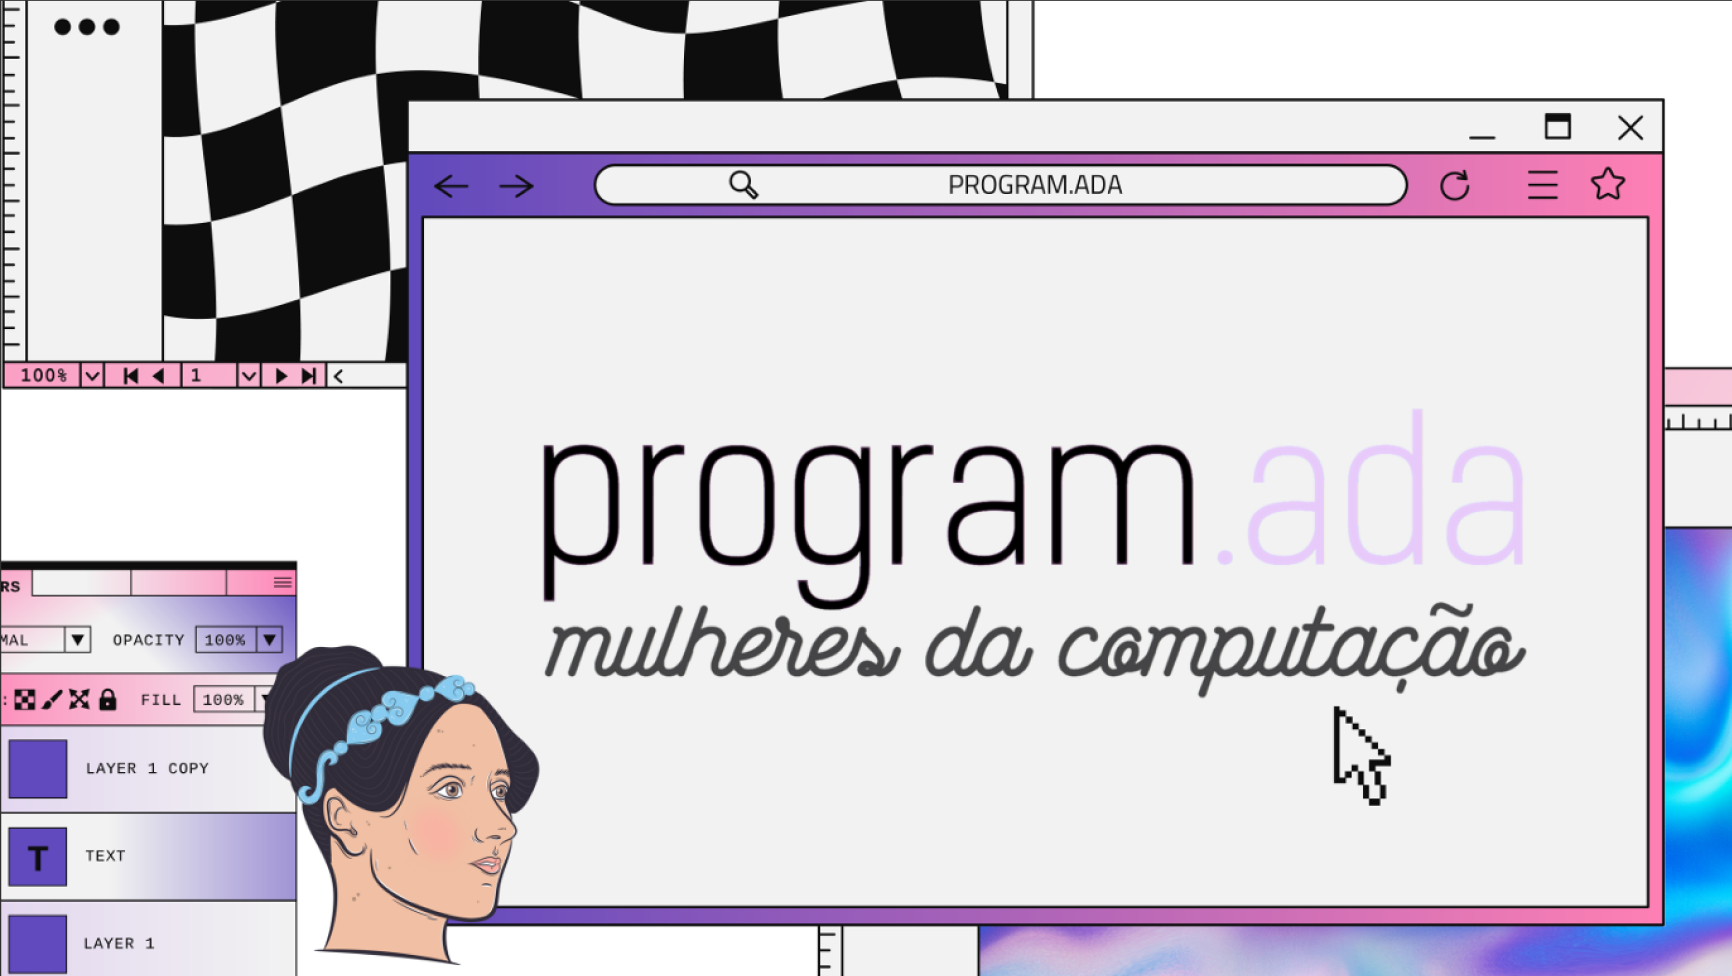 PROGRAM.ADA
100%
1
program.ada
mulheres da computação
RS
MAL
OPACITY 100%
: FILL 100%
LAYER 1 COPY
T TEXT
LAYER 1